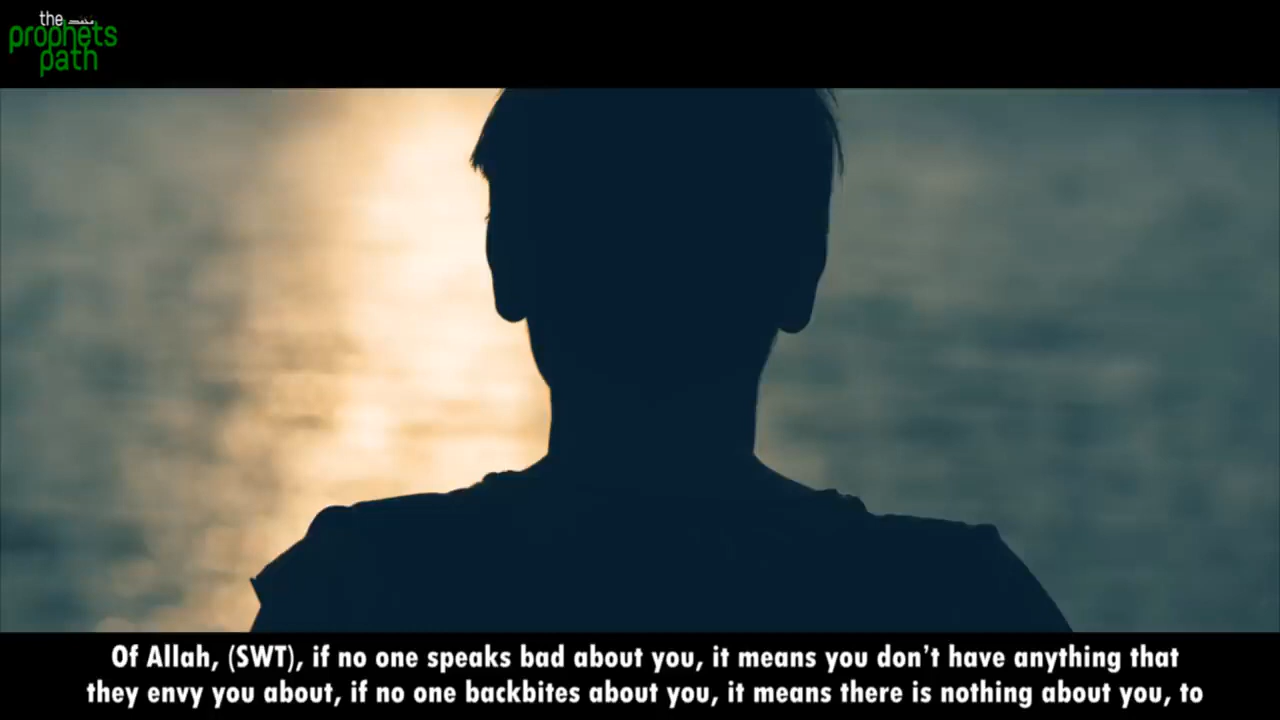 the محمد
prophets
path
Of Allah, (SWT), if no one speaks bad about you, it means you don’t have anything that
they envy you about, if no one backbites about you, it means there is nothing about you, to